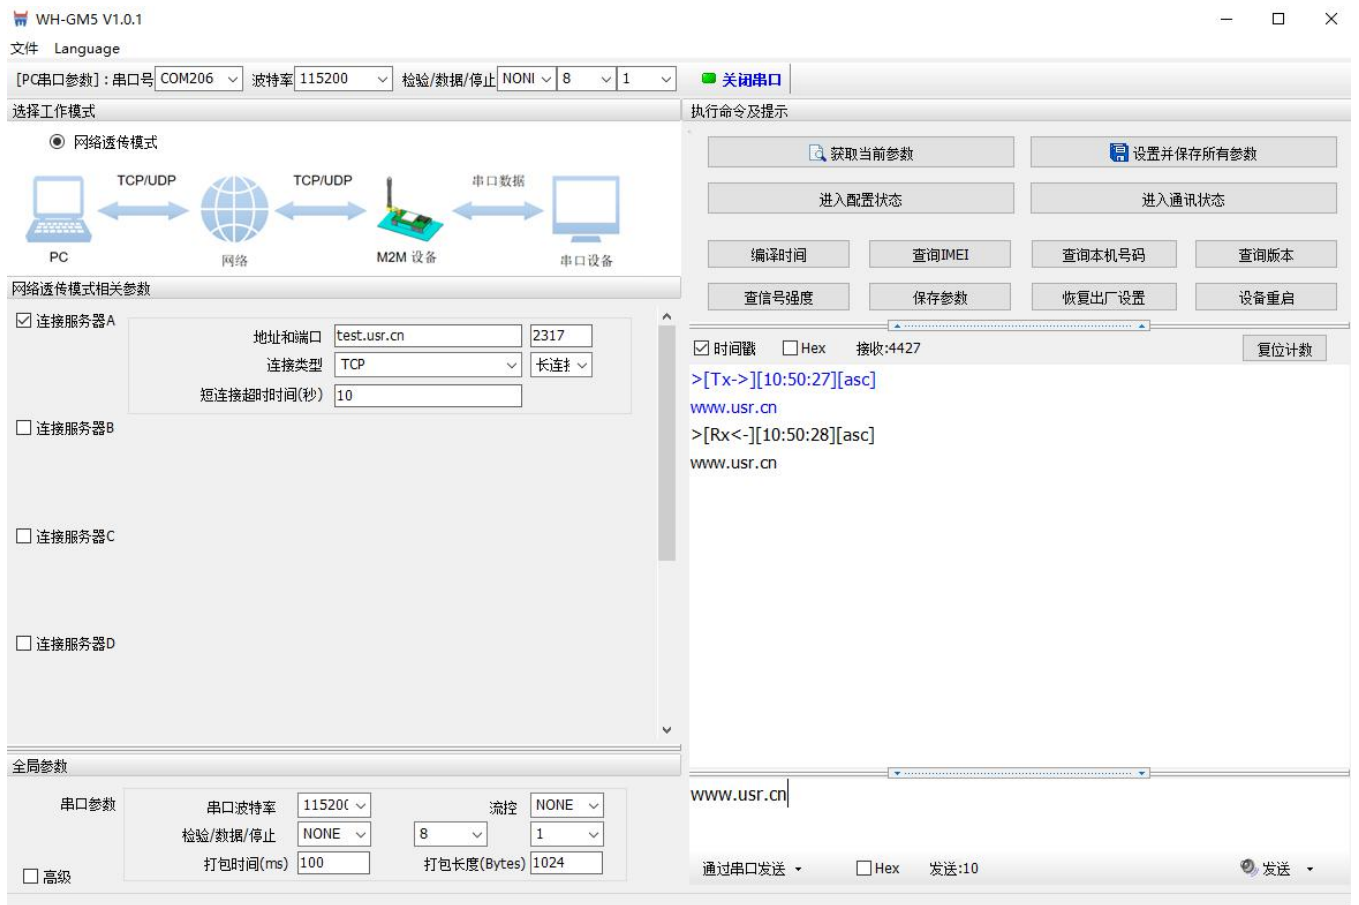 WH-GM5 V1.0.1
文件 Language
[PC串口参数]：串口号 COM206 波特率 115200 检验/数据/停止 NONI 8 1 关闭串口
选择工作模式
网络透传模式
TCP/UDP TCP/UDP 串口数据
PC 网络 M2M 设备 串口设备
网络透传模式相关参数
连接服务器A
地址和端口 test.usr.cn 2317
连接类型 TCP 长连接
短连接超时时间(秒) 10
连接服务器B
连接服务器C
连接服务器D
全局参数
串口参数
串口波特率 115200 流控 NONE
检验/数据/停止 NONE 8 1
打包时间(ms) 100 打包长度(Bytes) 1024
高级
执行命令及提示
获取当前参数 设置并保存所有参数
进入配置状态 进入通讯状态
编译时间 查询IMEI 查询本机号码 查询版本
查信号强度 保存参数 恢复出厂设置 设备重启
时间戳 Hex 接收:4427 复位计数
>[Tx->][10:50:27][asc]
www.usr.cn
>[Rx<-][10:50:28][asc]
www.usr.cn
www.usr.cn
通过串口发送 Hex 发送:10 发送